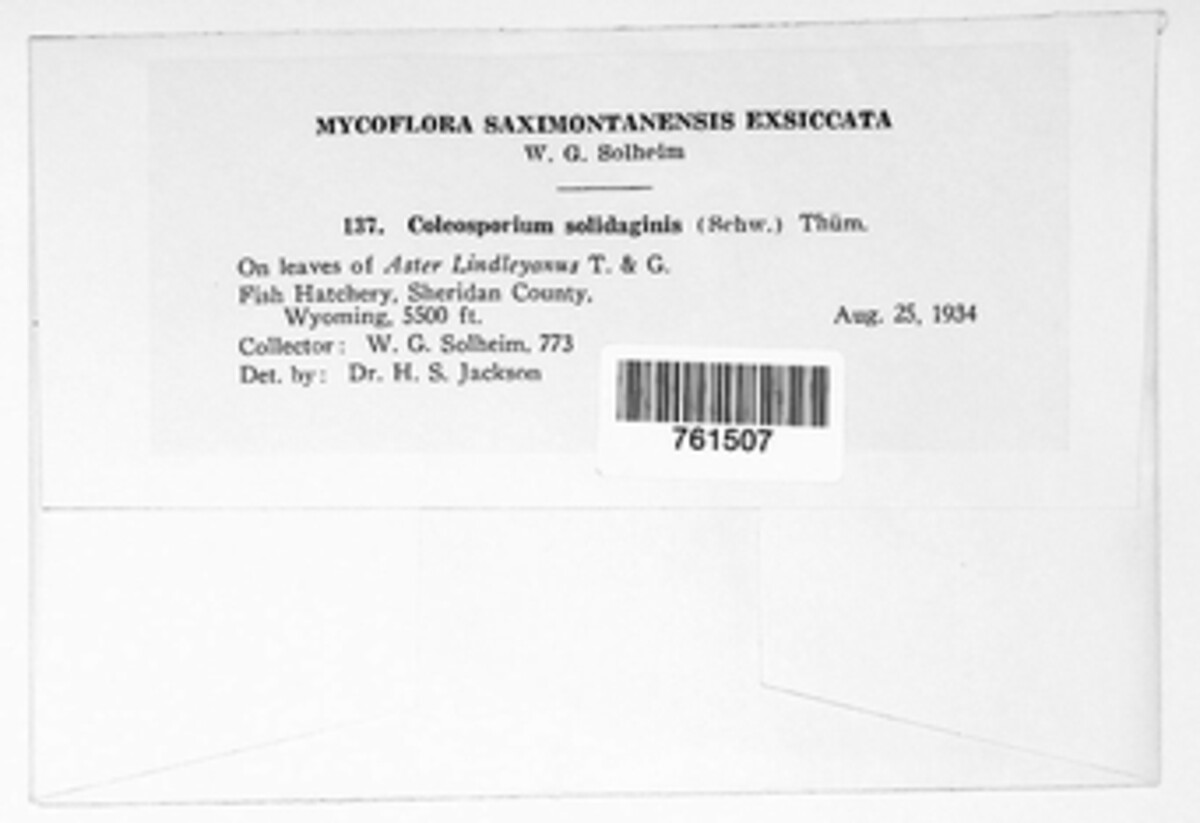 MYCOFLORA SAXIMONTANENSIS EXSICCATA
W. G. Solheim
137. Coleosporium solidaginis (Schw.) Thüm.
On leaves of Aster Lindleyanus T. & G.
Fish Hatchery, Sheridan County,
Wyoming, 5500 ft. Aug. 25, 1934
Collector: W. G. Solheim, 773
Det. by: Dr. H. S. Jackson
761507